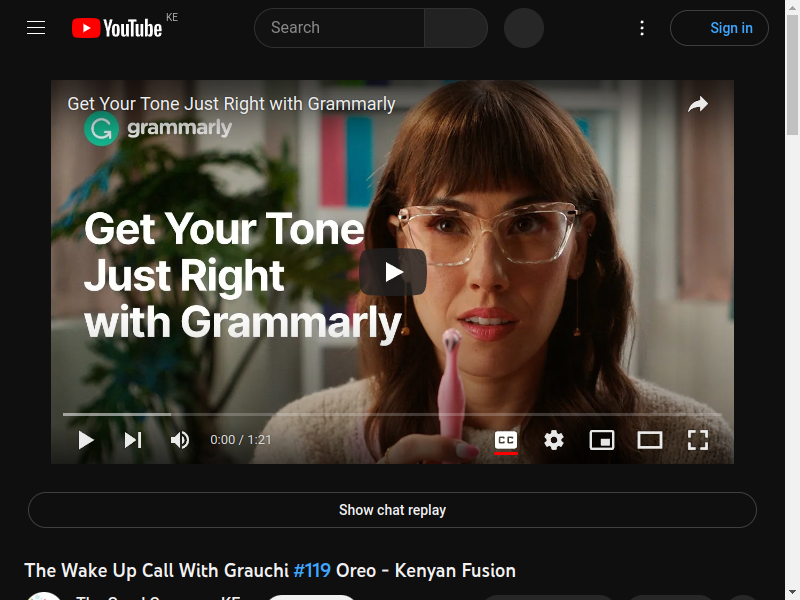 YouTube KE
Search
Sign in
Get Your Tone Just Right with Grammarly
grammarly
Get Your Tone
Just Right
with Grammarly
CC
0:00 / 1:21
Show chat replay
The Wake Up Call With Grauchi #119 Oreo - Kenyan Fusion